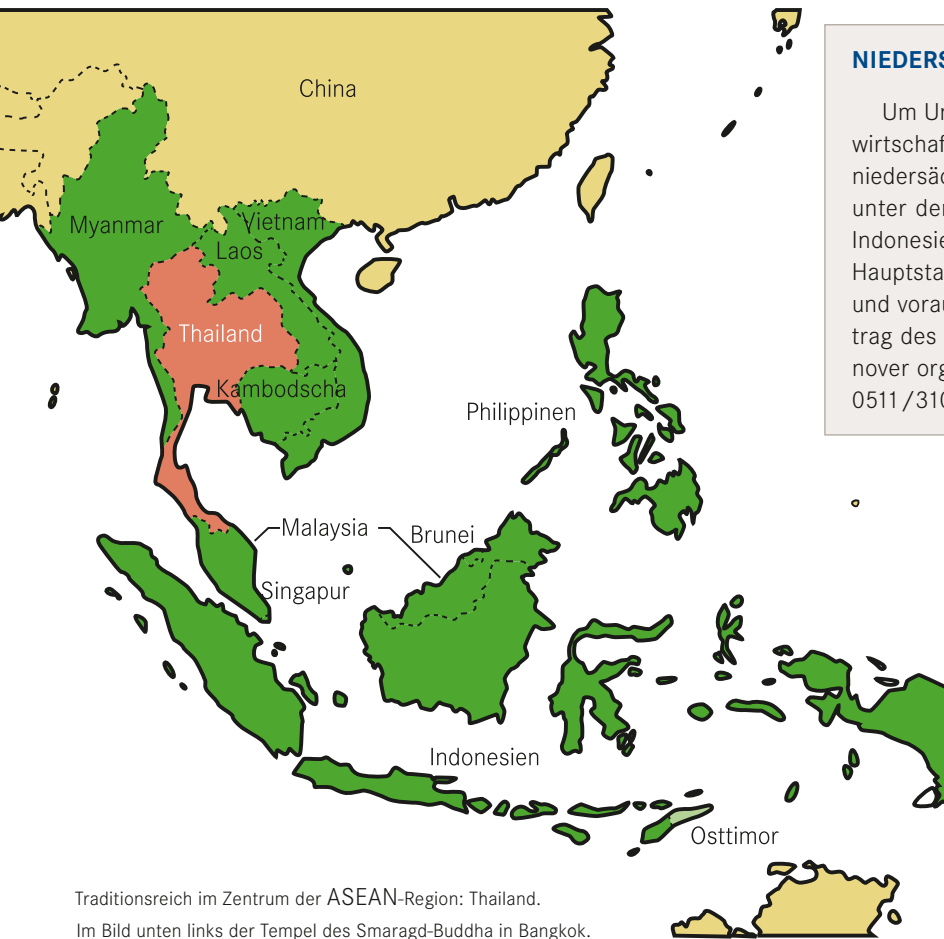 China
Myanmar
Vietnam
Laos
Thailand
Kambodscha
Philippinen
Malaysia
Brunei
Singapur
Indonesien
Osttimor
Traditionsreich im Zentrum der ASEAN-Region: Thailand.
Im Bild unten links der Tempel des Smaragd-Buddha in Bangkok.
NIEDERS
Um Un
wirtschaf
niedersäc
unter der
Indonesie
Hauptsta
und vorau
trag des
nover org
0511/310